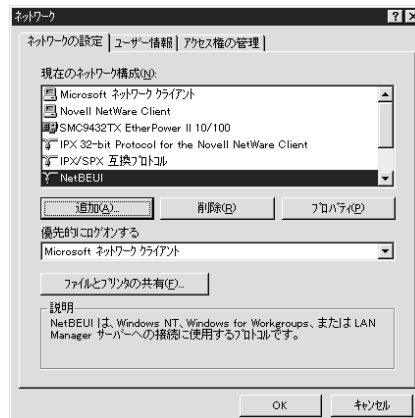 ネットワーク
ネットワークの設定 ユーザー情報 アクセス権の管理
現在のネットワーク構成(N):
Microsoft ネットワーク クライアント
Novell NetWare Client
SMC9432TX EtherPower II 10/100
IPX 32-bit Protocol for the Novell NetWare Client
IPX/SPX 互換プロトコル
NetBEUI
追加(A)... 削除(R) プロパティ(P)
優先的にログオンする
Microsoft ネットワーク クライアント
ファイルとプリンタの共有(F)...
説明
NetBEUI は、Windows NT、Windows for Workgroups、または LAN
Manager サーバーへの接続に使用するプロトコルです。
OK キャンセル